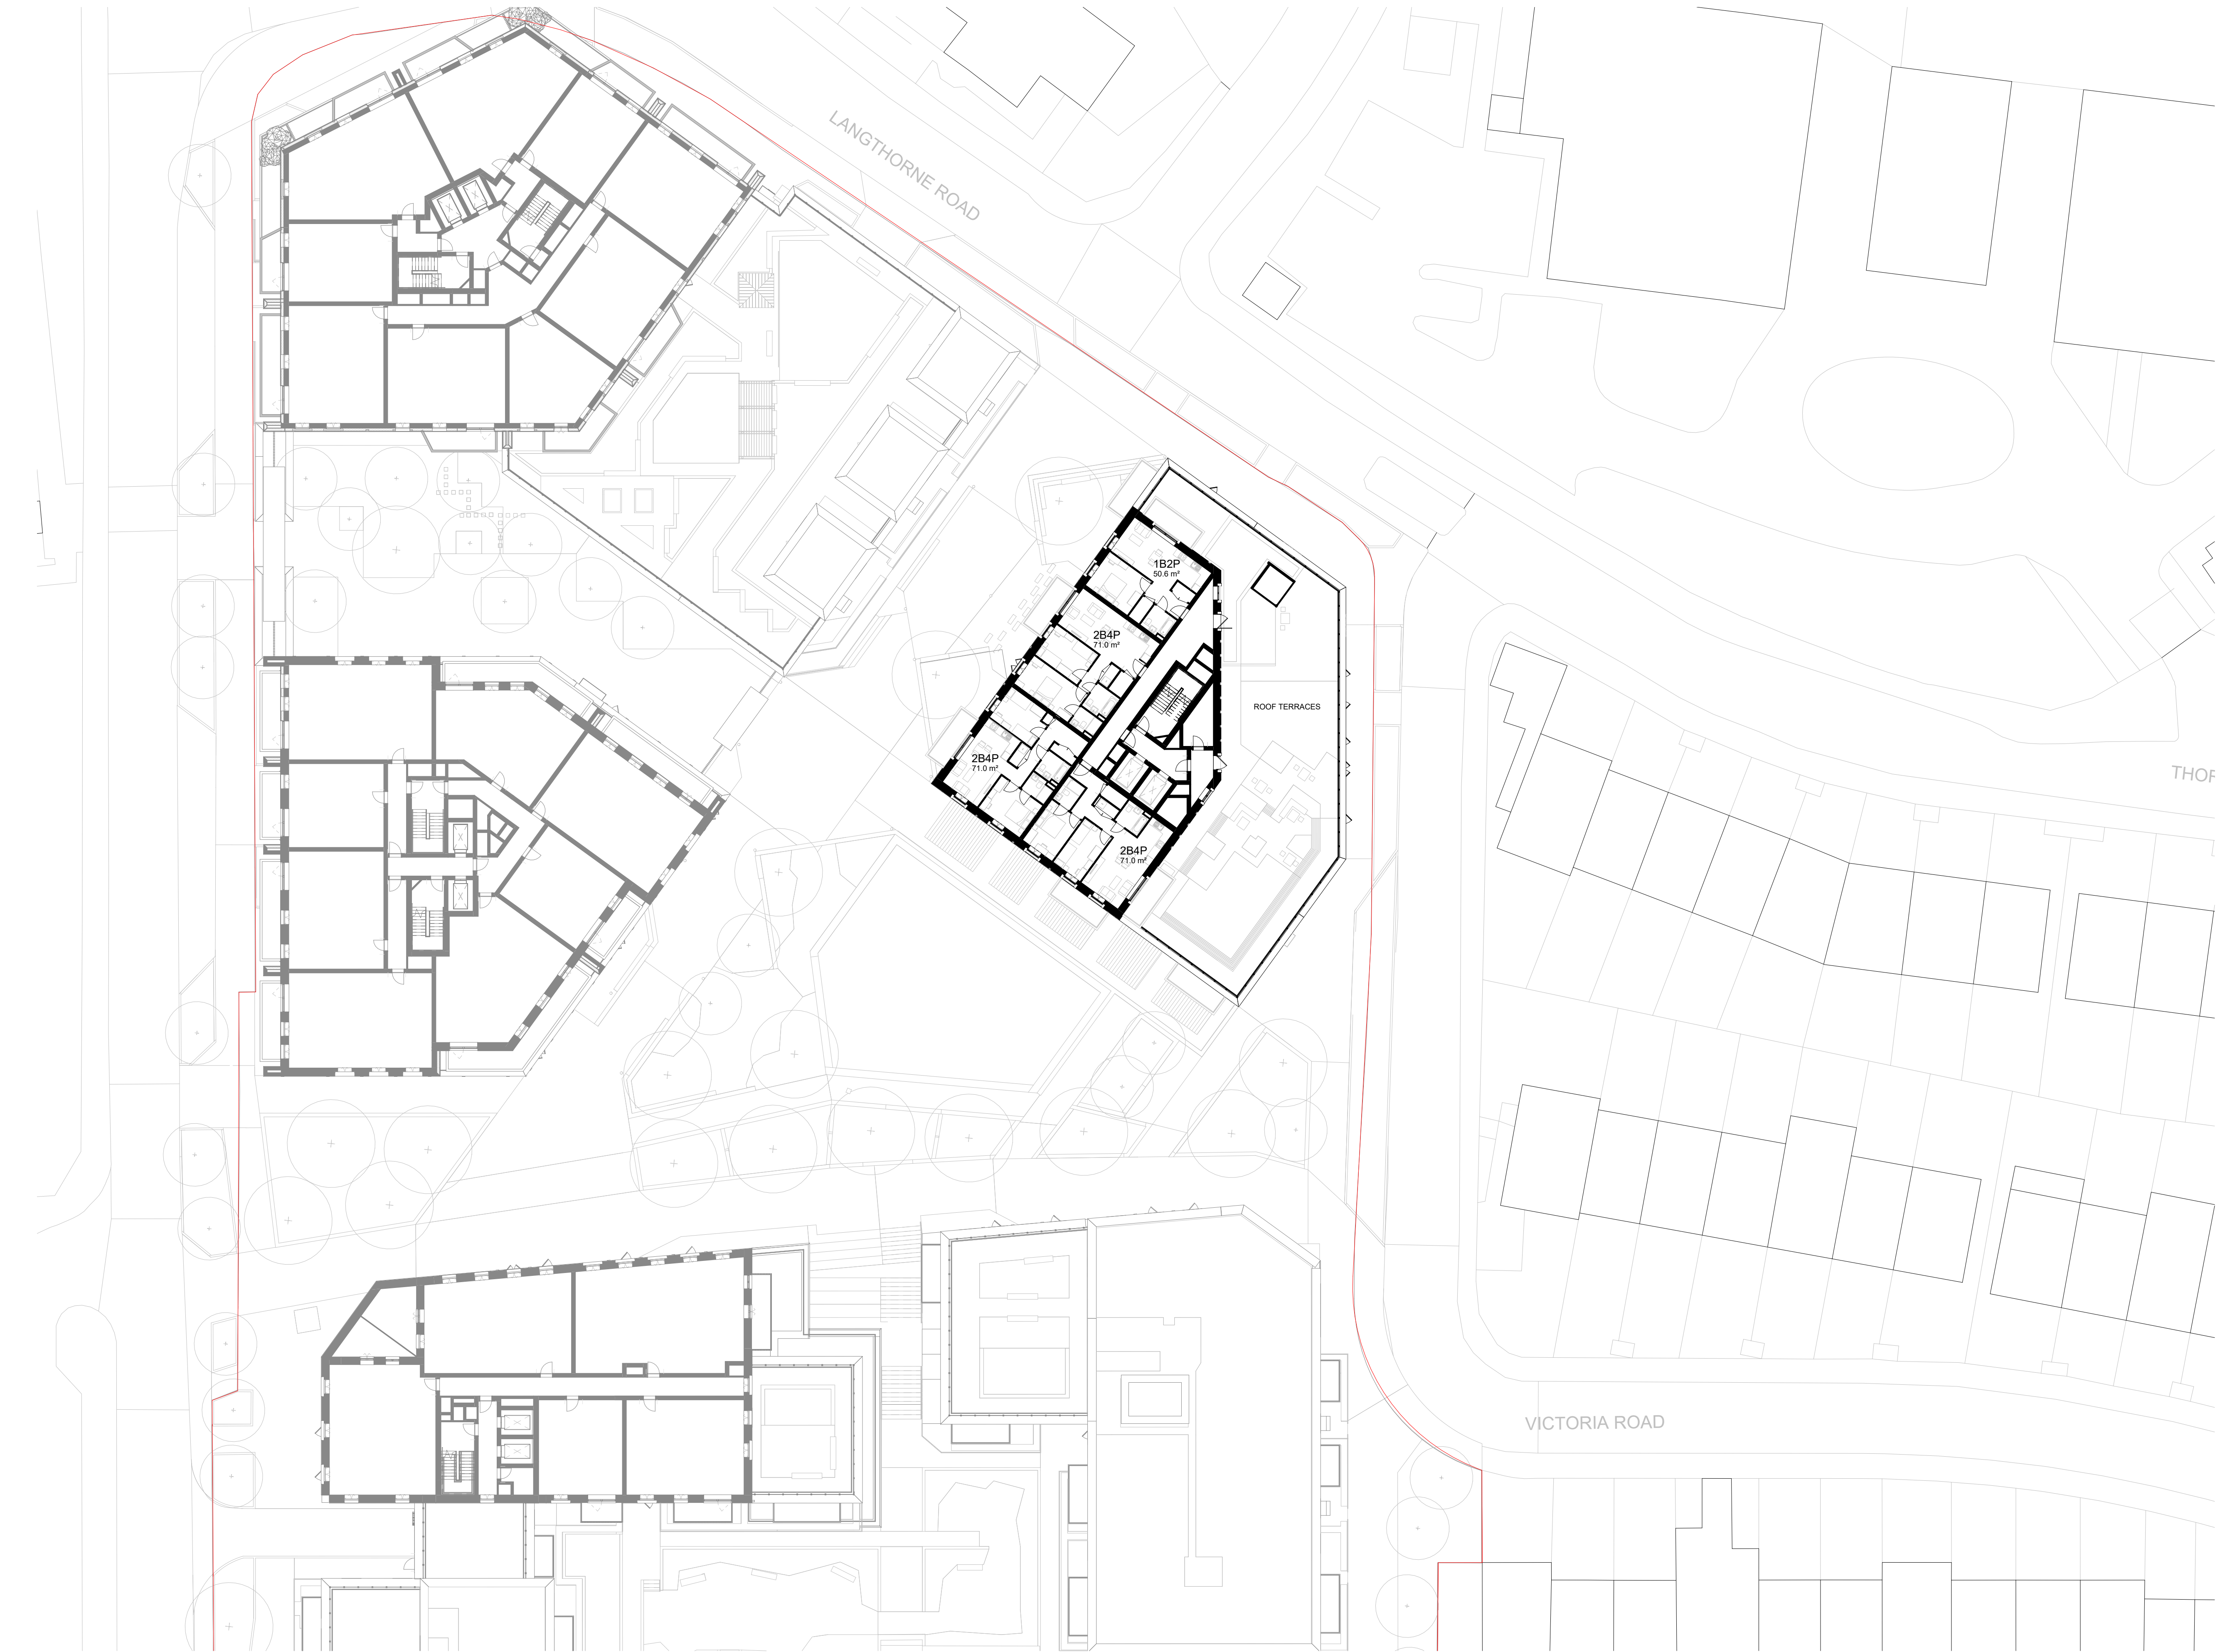 LANGTHORNE ROAD
1B2P
50.6 m²
2B4P
71.0 m²
ROOF TERRACES
2B4P
71.0 m²
THOR
2B4P
71.0 m²
VICTORIA ROAD